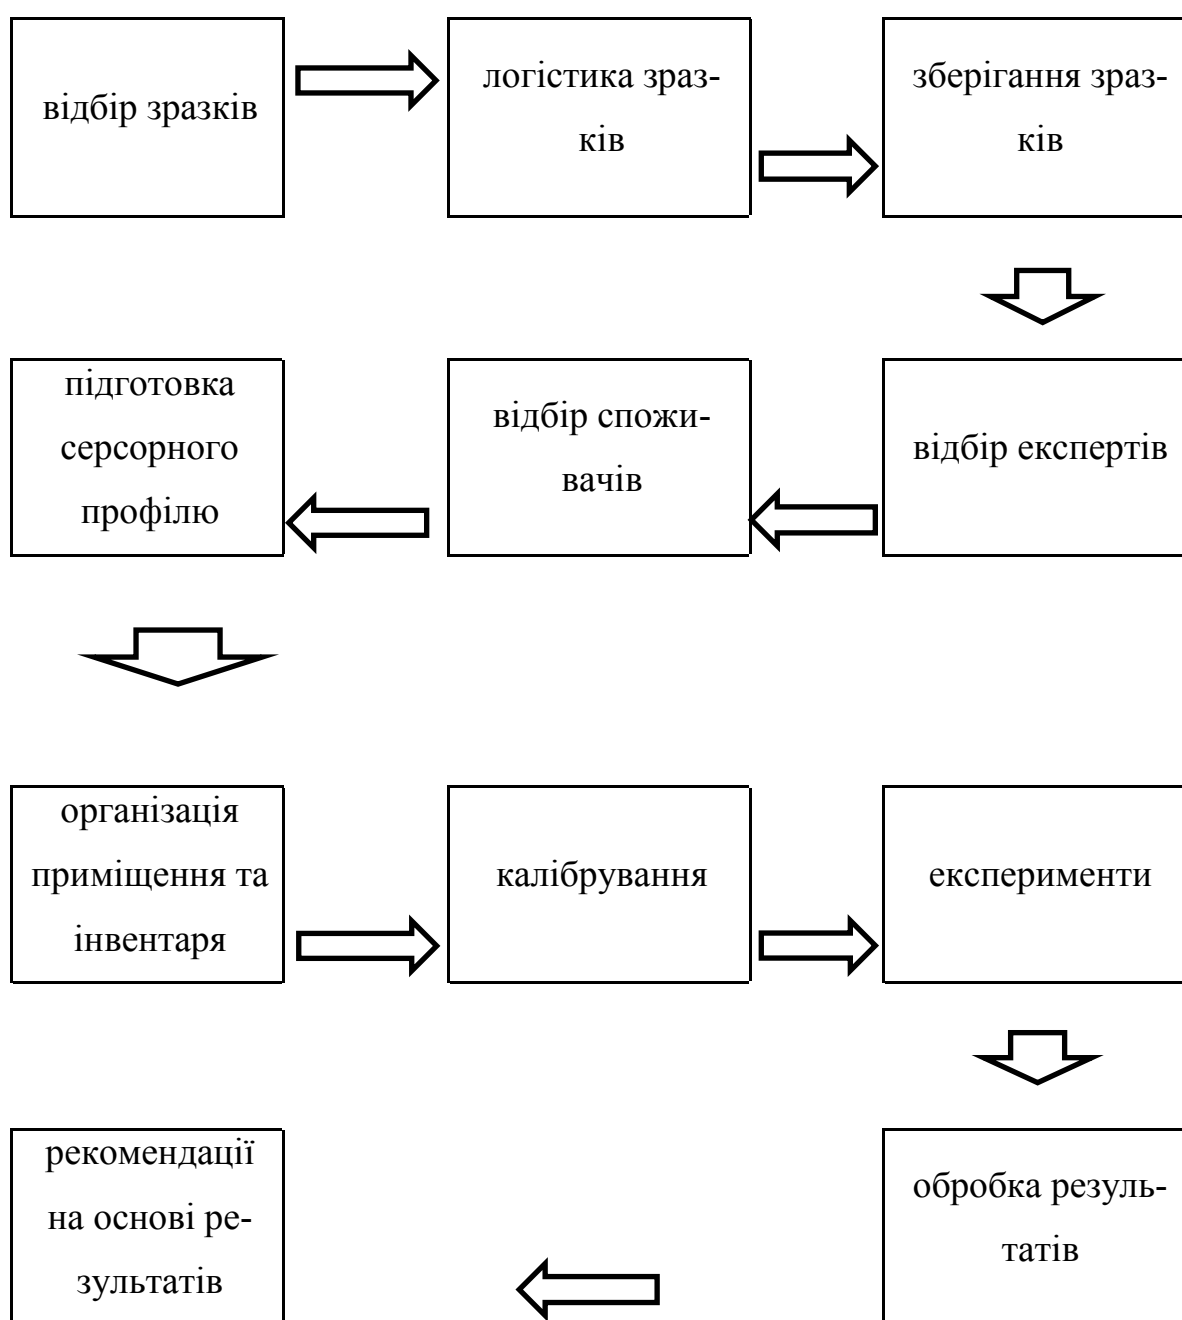 відбір зразків
логістика зраз-
ків
зберігання зраз-
ків
підготовка
серсорного
профілю
відбір спожи-
вачів
відбір експертів
організація
приміщення та
інвентаря
калібрування
експерименти
рекомендації
на основі ре-
зультатів
обробка резуль-
татів